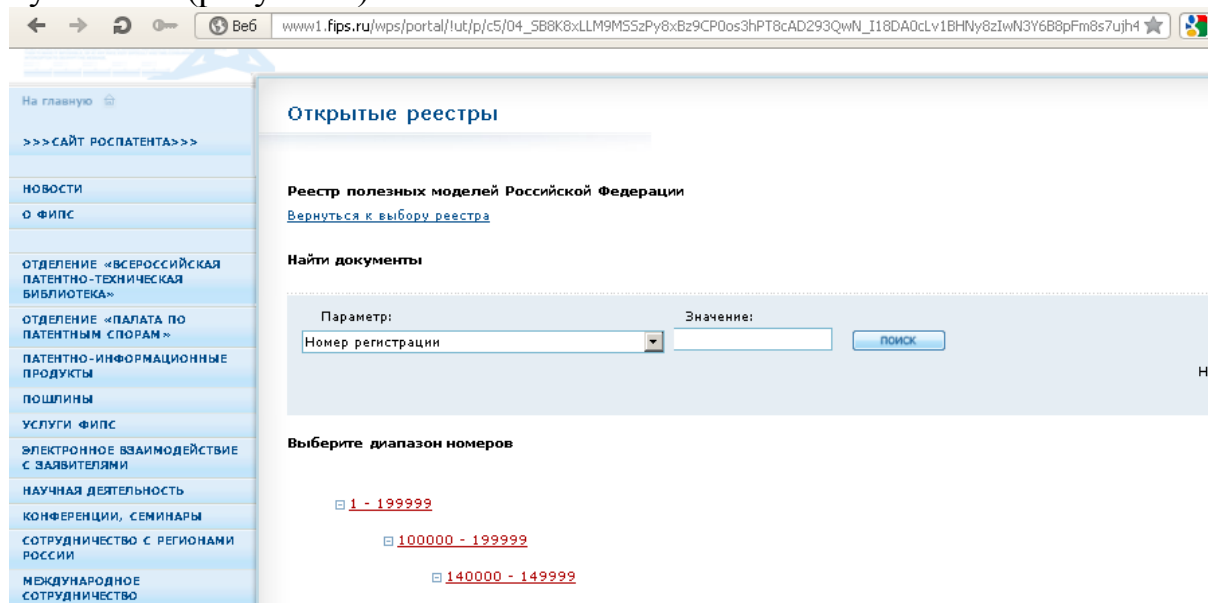 Веб
www1.fips.ru/wps/portal/!ut/p/c5/04_SB8K8xLLM9MSSzPy8xBz9CP0os3hPT8cAD293QwN_I18DA0cLv1BHNy8zIwN3Y6B8pFm8s7ujh4
На главную
>>>САЙТ РОСПАТЕНТА>>>
НОВОСТИ
О ФИПС
ОТДЕЛЕНИЕ «ВСЕРОССИЙСКАЯ
ПАТЕНТНО-ТЕХНИЧЕСКАЯ
БИБЛИОТЕКА»
ОТДЕЛЕНИЕ «ПАЛАТА ПО
ПАТЕНТНЫМ СПОРАМ»
ПАТЕНТНО-ИНФОРМАЦИОННЫЕ
ПРОДУКТЫ
ПОШЛИНЫ
УСЛУГИ ФИПС
ЭЛЕКТРОННОЕ ВЗАИМОДЕЙСТВИЕ
С ЗАЯВИТЕЛЯМИ
НАУЧНАЯ ДЕЯТЕЛЬНОСТЬ
КОНФЕРЕНЦИИ, СЕМИНАРЫ
СОТРУДНИЧЕСТВО С РЕГИОНАМИ
РОССИИ
МЕЖДУНАРОДНОЕ
СОТРУДНИЧЕСТВО
Открытые реестры
Реестр полезных моделей Российской Федерации
Вернуться к выбору реестра
Найти документы
Параметр:
Значение:
Номер регистрации
ПОИСК
Н
Выберите диапазон номеров
1 - 199999
100000 - 199999
140000 - 149999